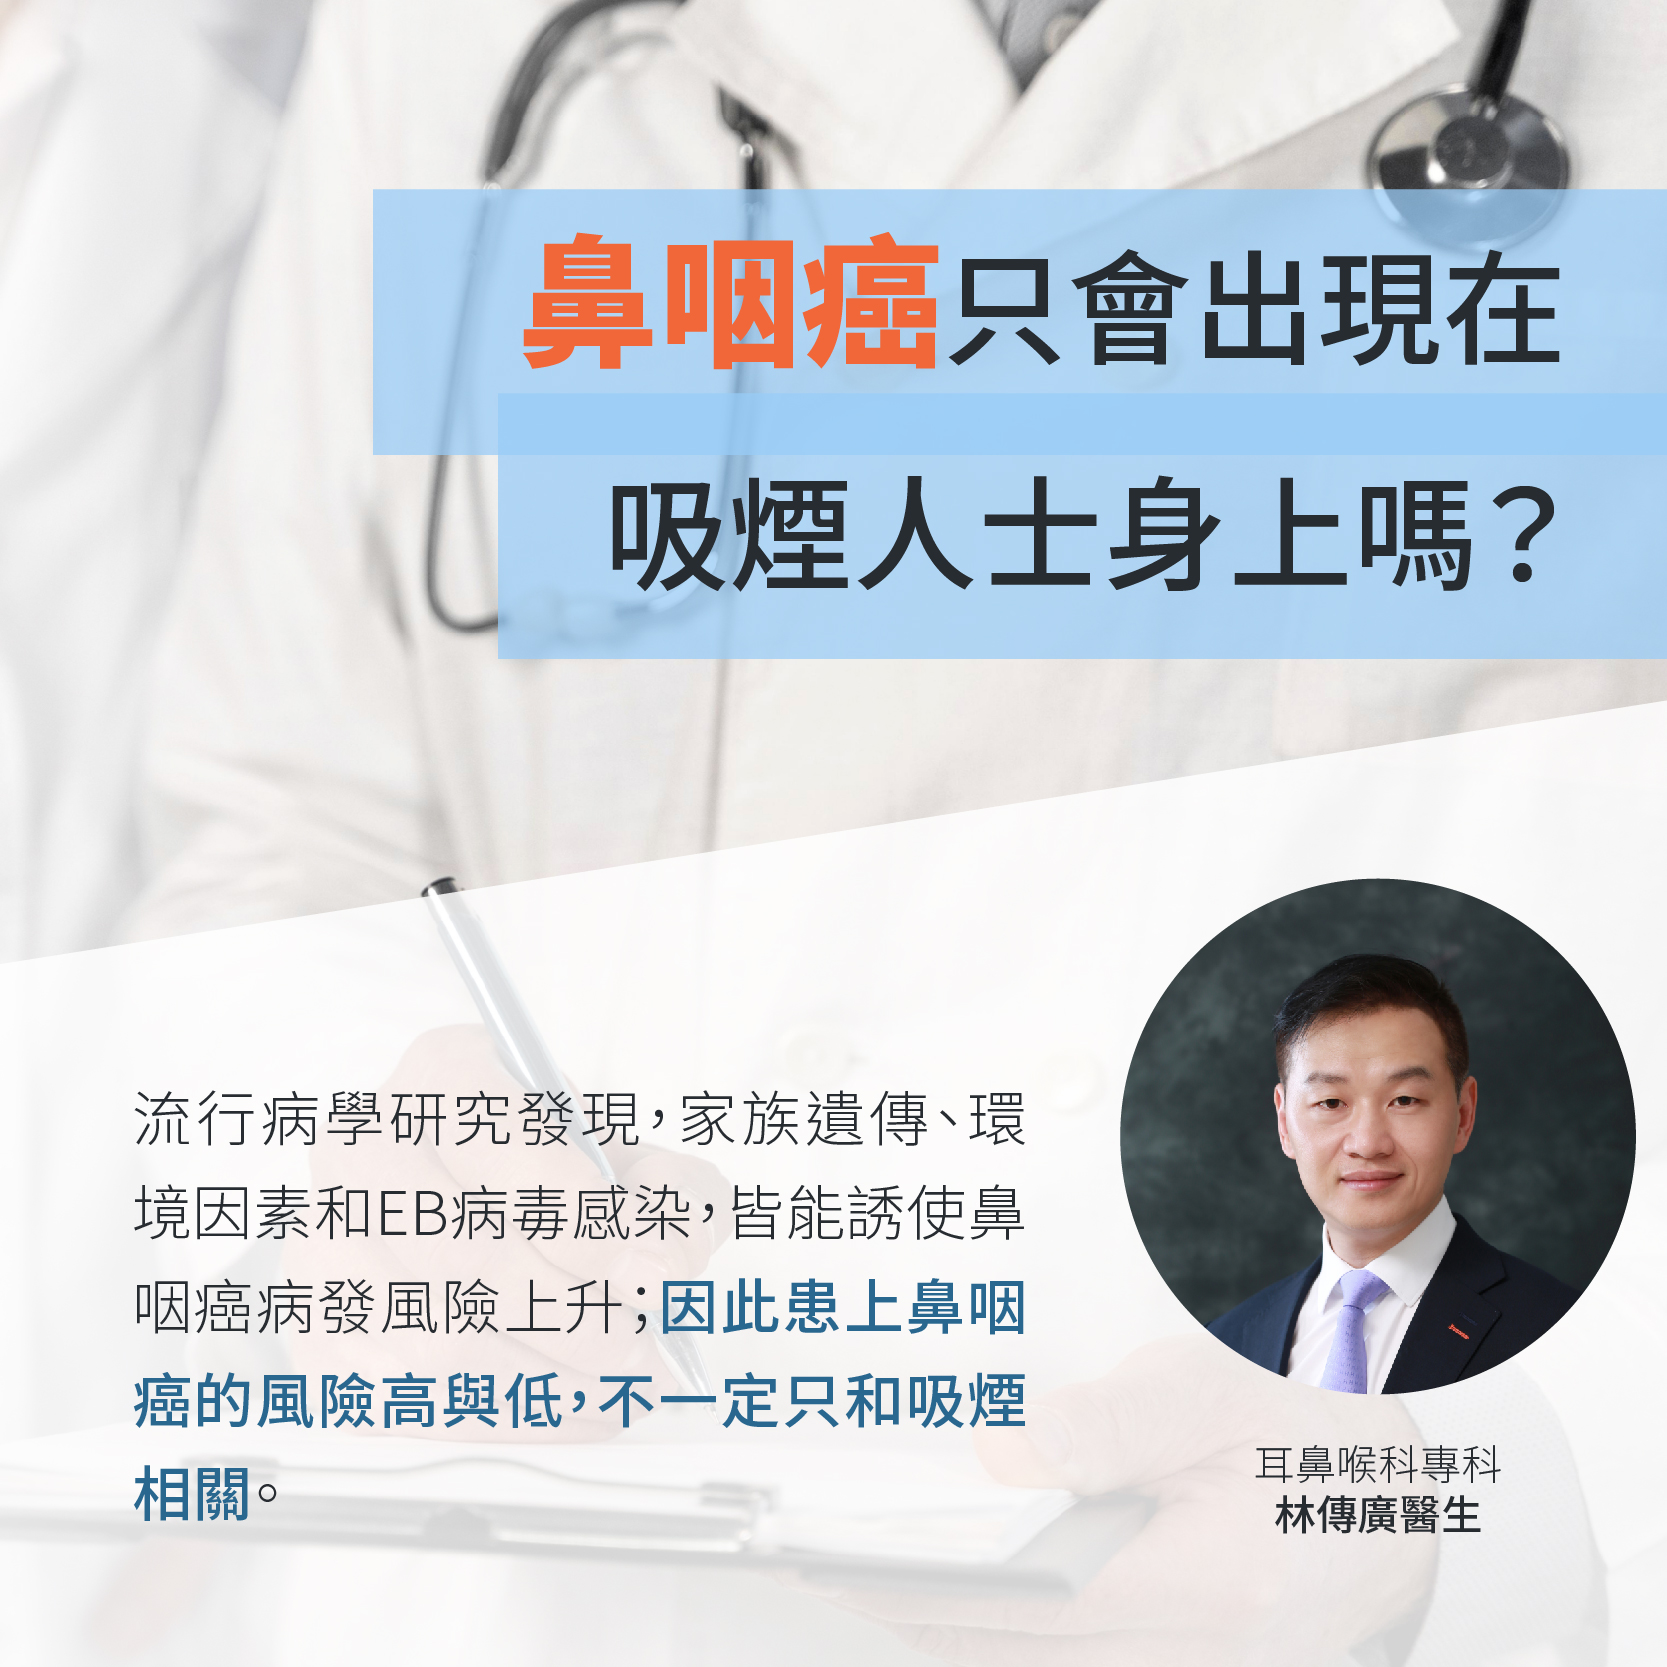 鼻咽癌只會出現在
吸煙人士身上嗎？
流行病學研究發現，家族遺傳、環
境因素和EB病毒感染，皆能誘使鼻
咽癌病發風險上升；因此患上鼻咽
癌的風險高與低，不一定只和吸煙
相關。
耳鼻喉科專科
林傳廣醫生